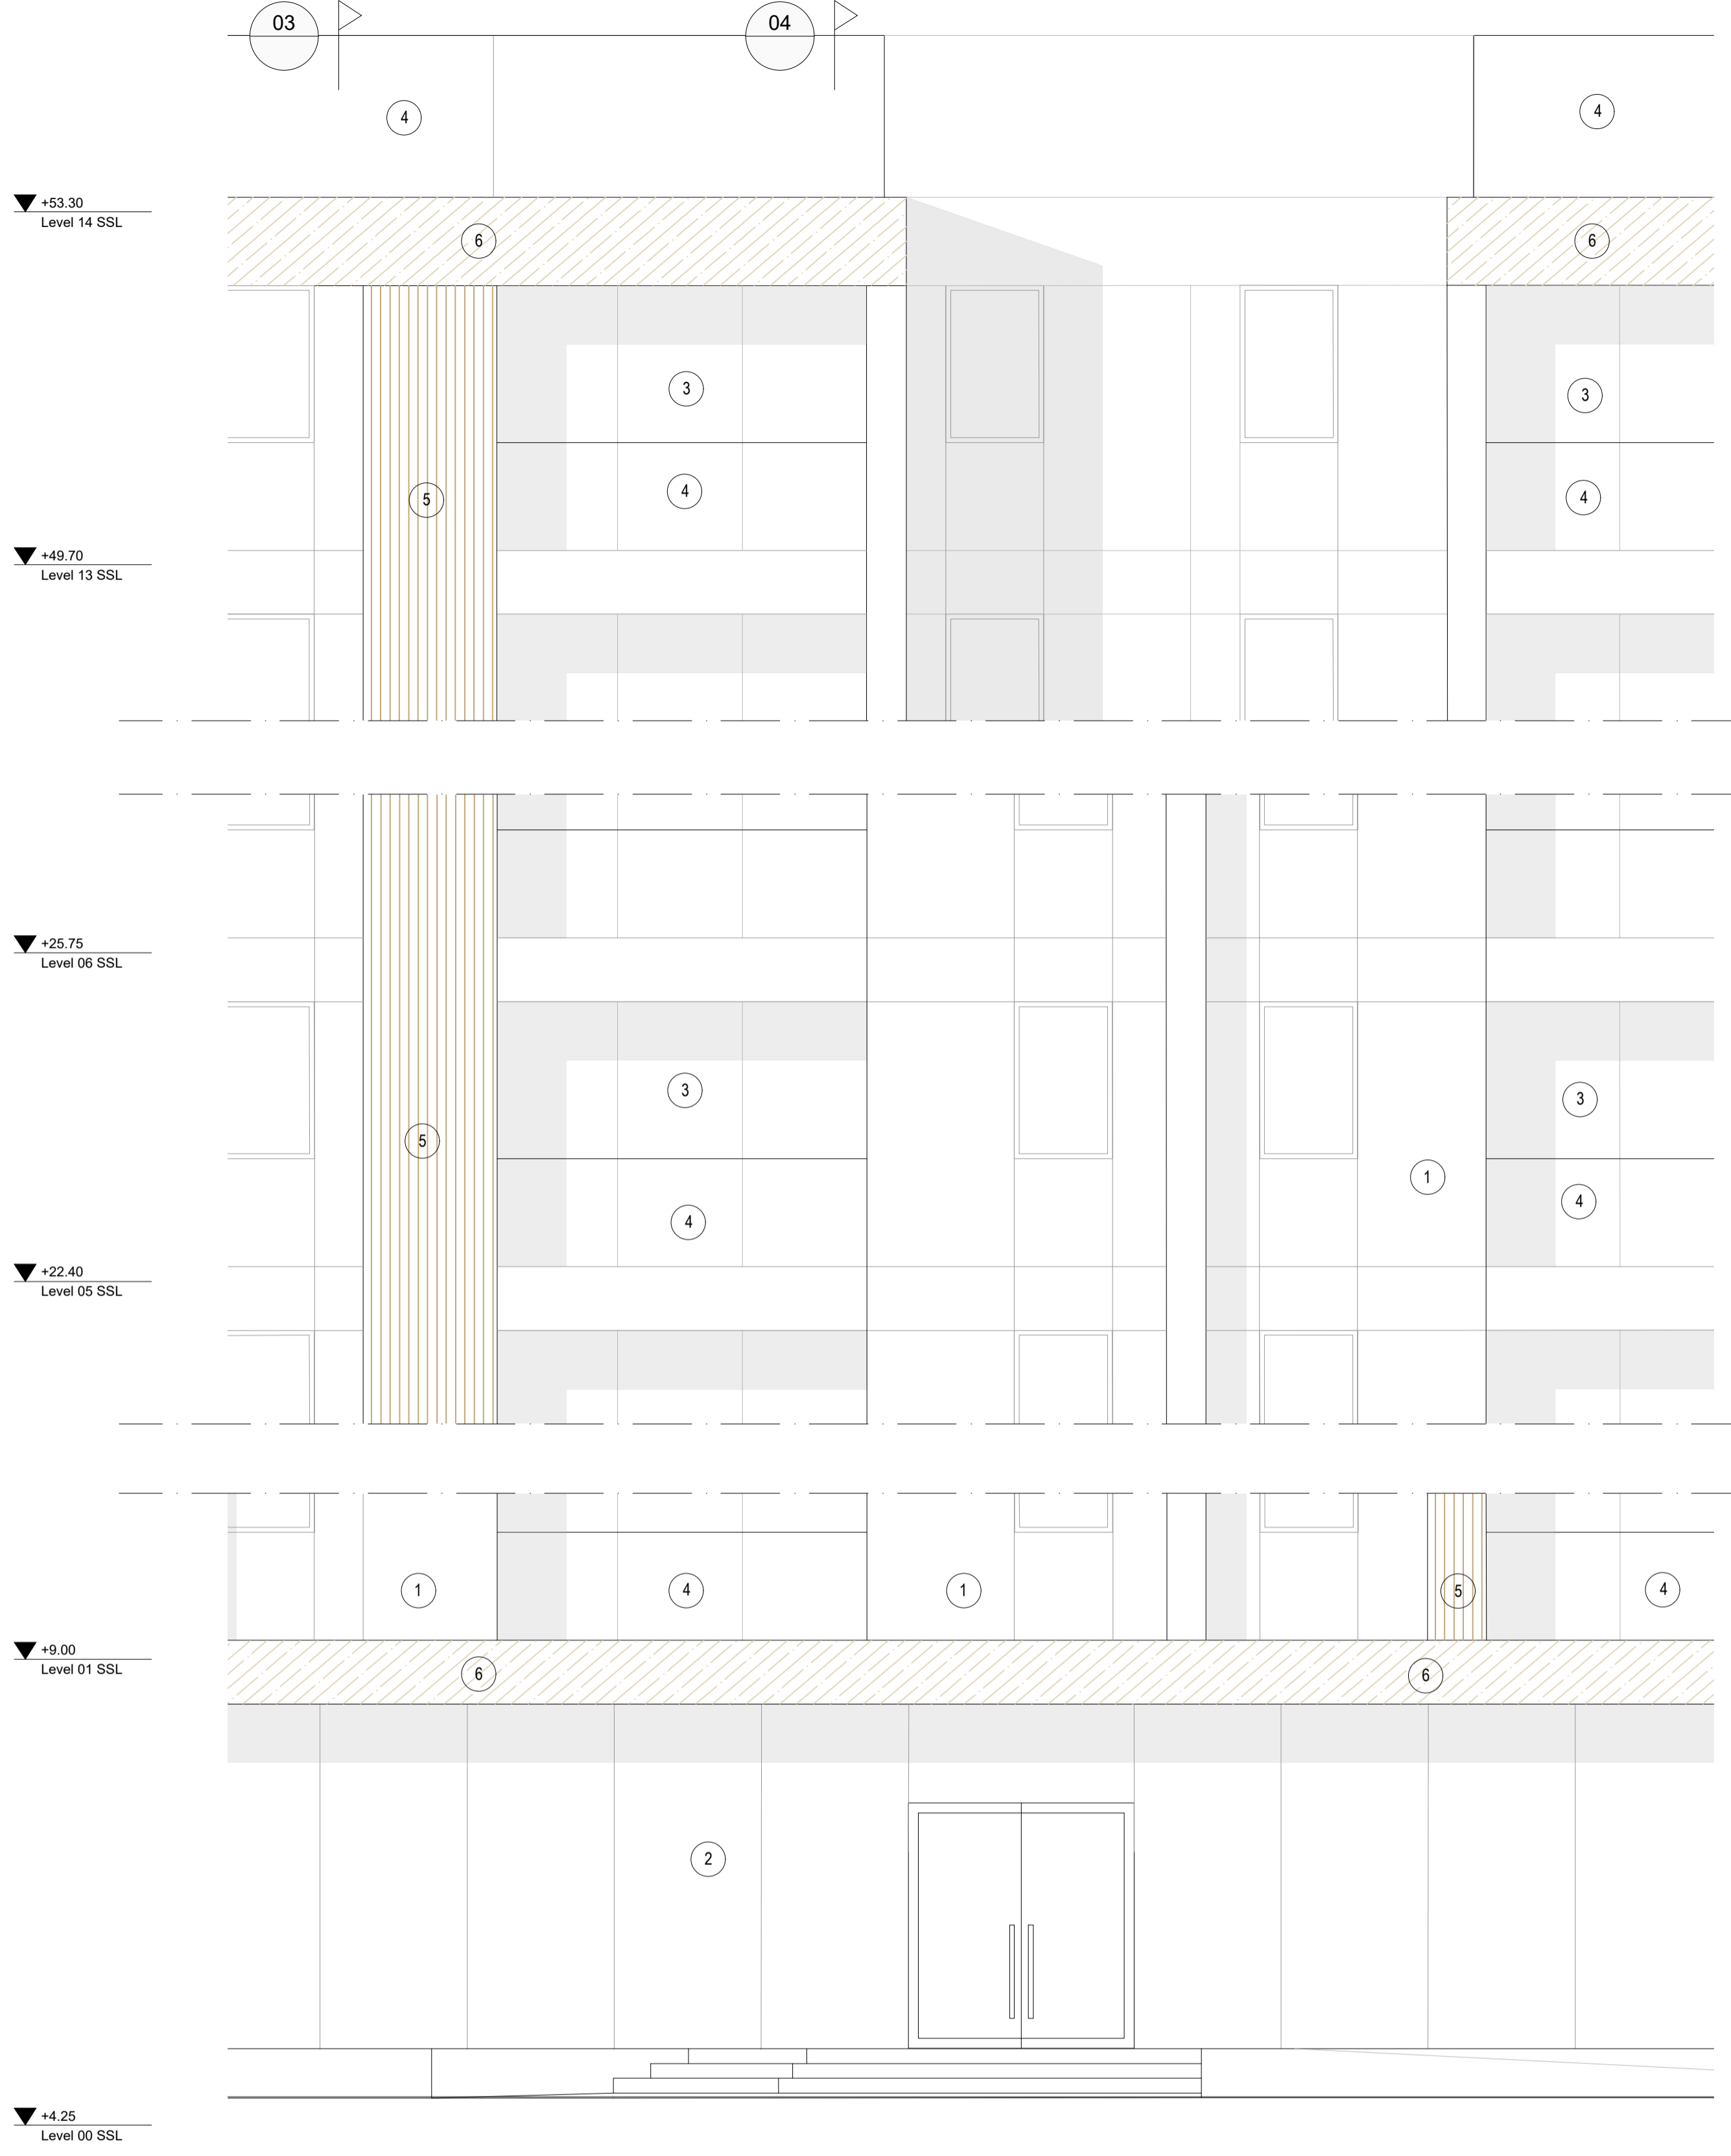 03 04
4 4
+53.30
Level 14 SSL
6 6
3 3
4 4
5
+49.70
Level 13 SSL
+25.75
Level 06 SSL
3 3
5
1
4 4
+22.40
Level 05 SSL
1 4 1 5 4
+9.00
Level 01 SSL
6 6
2
+4.25
Level 00 SSL